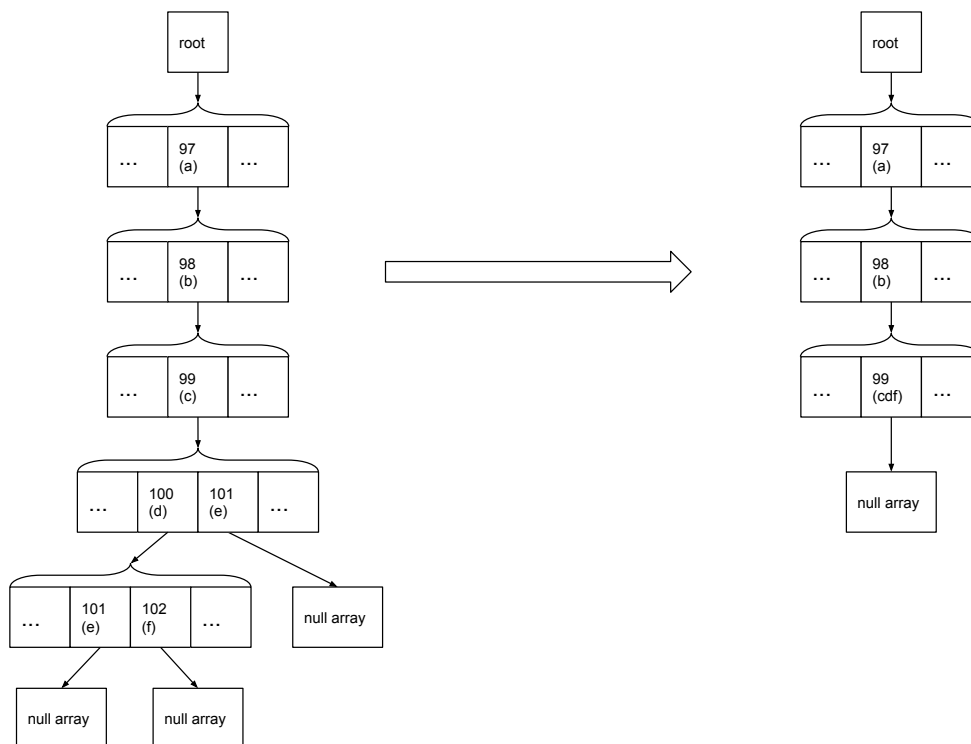 root
root
... 97 ...
(a)
... 97 ...
(a)
... 98 ...
(b)
... 98 ...
(b)
... 99 ...
(c)
... 99 ...
(cdf)
... 100 101 ...
(d) (e)
null array
... 101 102 ...
(e) (f)
null array
null array
null array